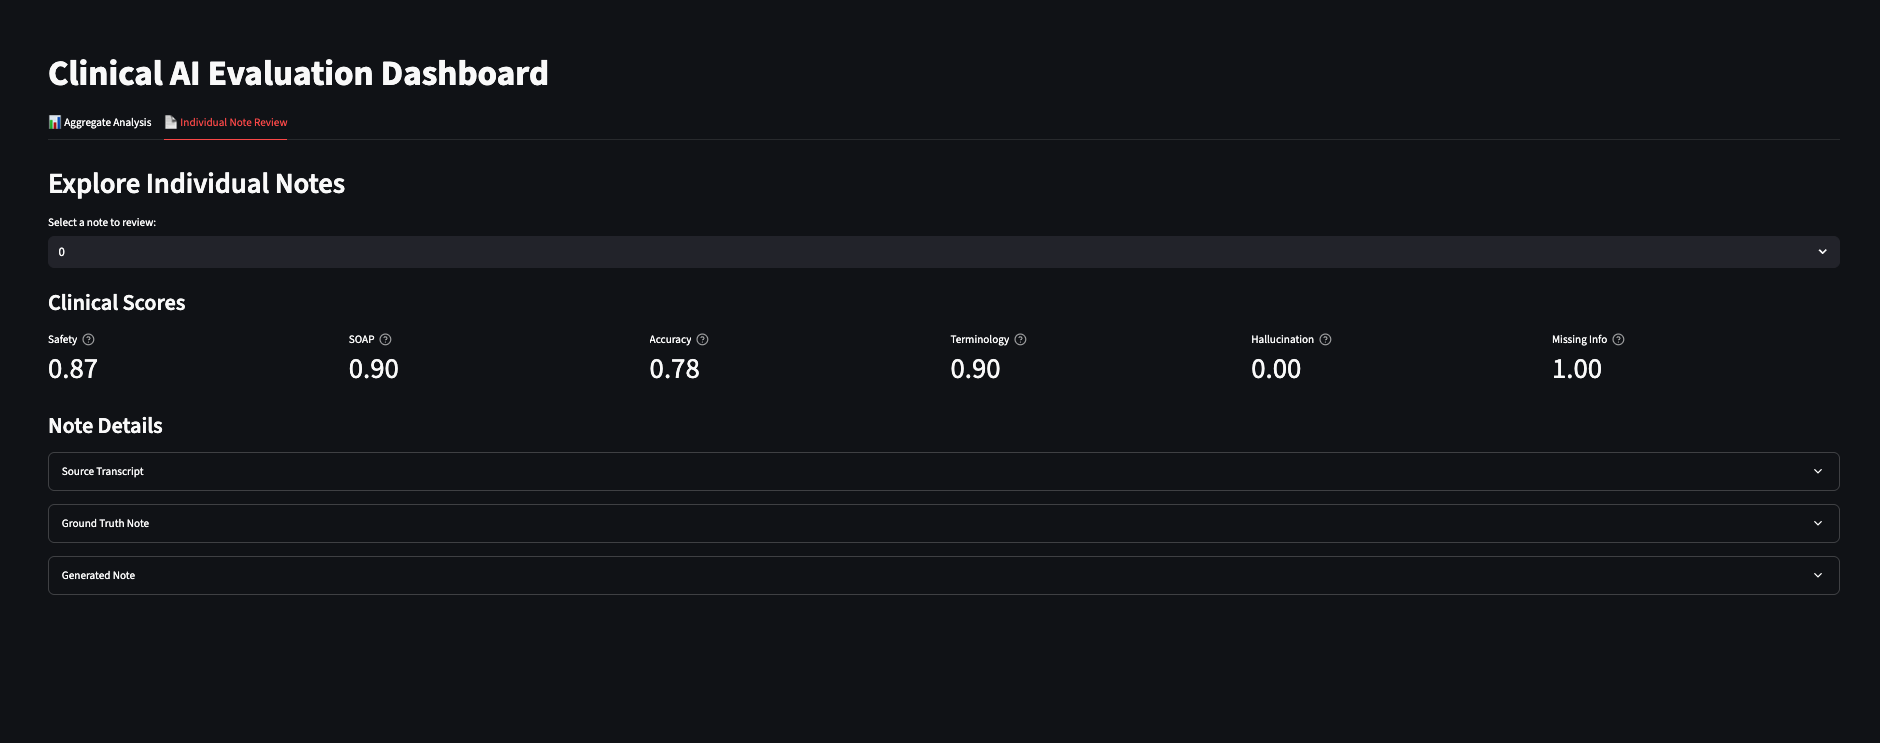 Clinical AI Evaluation Dashboard
Aggregate Analysis Individual Note Review
Explore Individual Notes
Select a note to review:
0
Clinical Scores
Safety SOAP Accuracy Terminology Hallucination Missing Info
0.87 0.90 0.78 0.90 0.00 1.00
Note Details
Source Transcript
Ground Truth Note
Generated Note